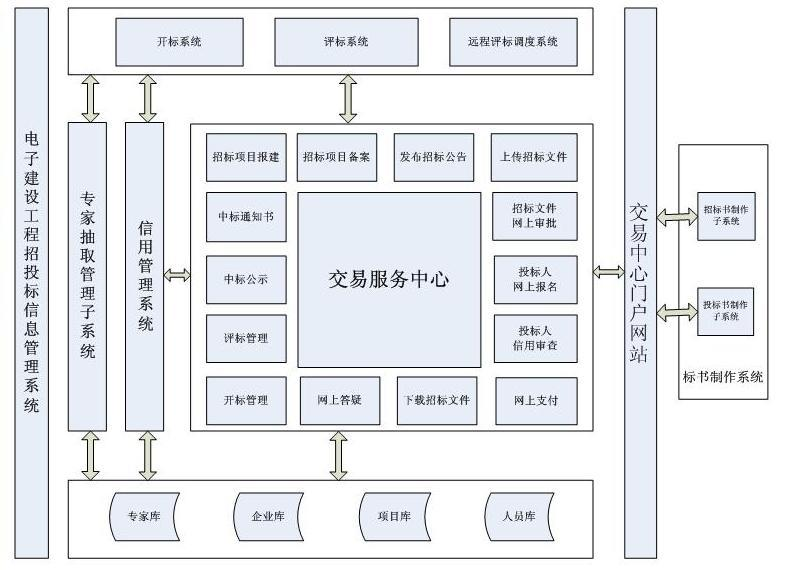 电子建设工程招投标信息管理系统
开标系统
评标系统
远程评标调度系统
专家抽取管理子系统
信用管理系统
招标项目报建
招标项目备案
发布招标公告
上传招标文件
中标通知书
招标文件
网上审批
中标公示
交易服务中心
投标人
网上报名
评标管理
投标人
信用审查
开标管理
网上答疑
下载招标文件
网上支付
专家库
企业库
项目库
人员库
交易中心门户网站
招标书制作
子系统
投标书制作
子系统
标书制作系统